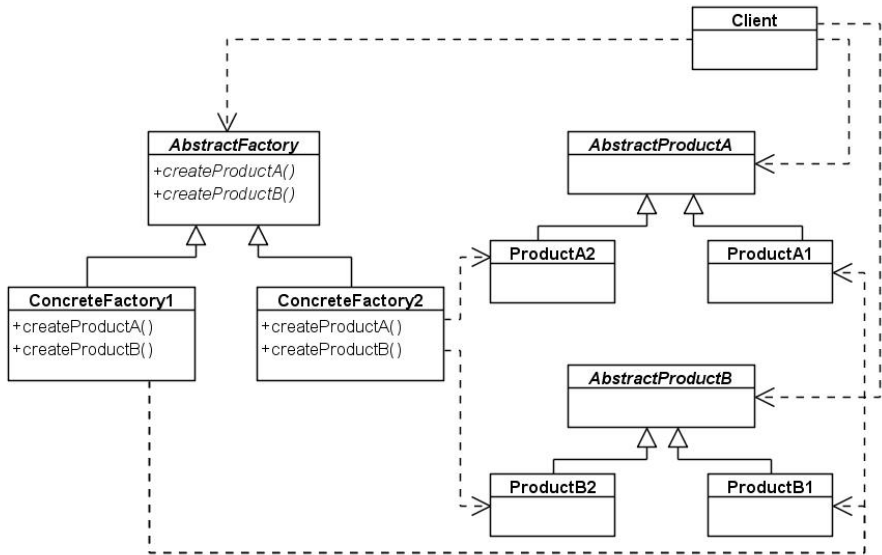 Client
AbstractFactory
+createProductA()
+createProductB()
AbstractProductA
ProductA2
ProductA1
ConcreteFactory1
+createProductA()
+createProductB()
ConcreteFactory2
+createProductA()
+createProductB()
AbstractProductB
ProductB2
ProductB1